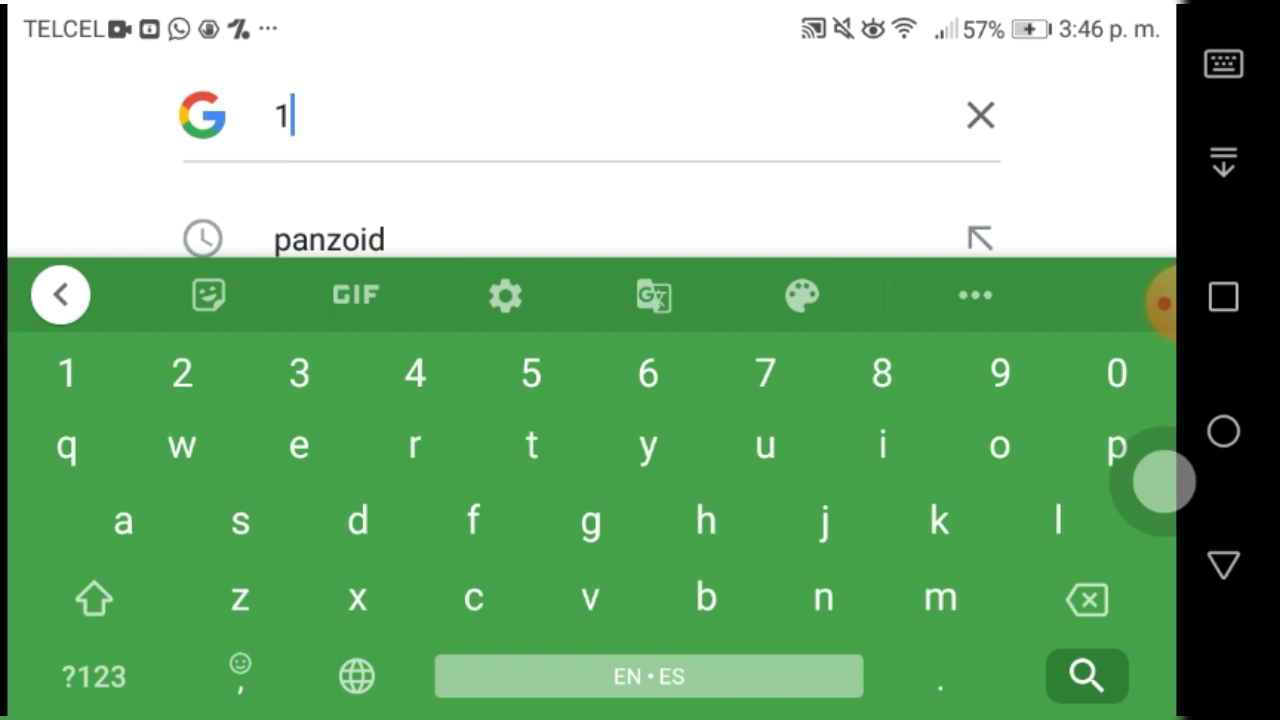 TELCEL 57% 3:46 p. m.
1
panzoid
GIF
1 2 3 4 5 6 7 8 9 0
q w e r t y u i o p
a s d f g h j k l
z x c v b n m
?123 , EN • ES .